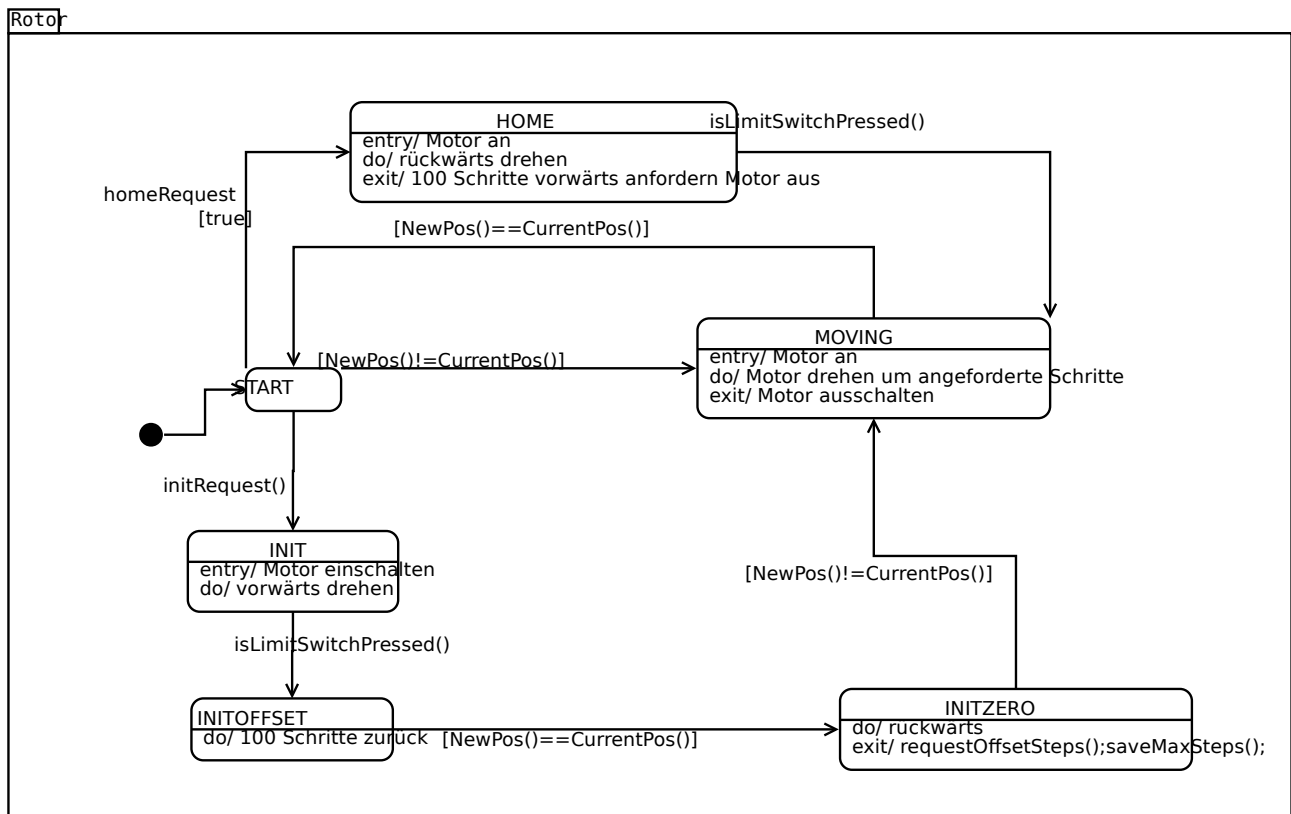 Rotor
HOME
isLimitSwitchPressed()
entry/ Motor an
do/ rückwärts drehen
exit/ 100 Schritte vorwärts anfordern Motor aus
homeRequest
[true]
[NewPos()==CurrentPos()]
MOVING
[NewPos()!=CurrentPos()]
entry/ Motor an
do/ Motor drehen um angeforderte Schritte
exit/ Motor ausschalten
START
initRequest()
INIT
entry/ Motor einschalten
do/ vorwärts drehen
[NewPos()!=CurrentPos()]
isLimitSwitchPressed()
INITOFFSET
do/ 100 Schritte zurück
[NewPos()==CurrentPos()]
INITZERO
do/ rückwärts
exit/ requestOffsetSteps();saveMaxSteps();